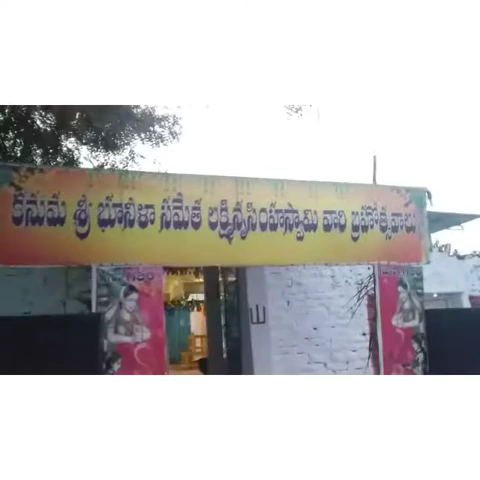 కనుమ శ్రీ భూనీళా సమేత లక్ష్మీనృసింహస్వామి వారి బ్రహోత్సవాలు